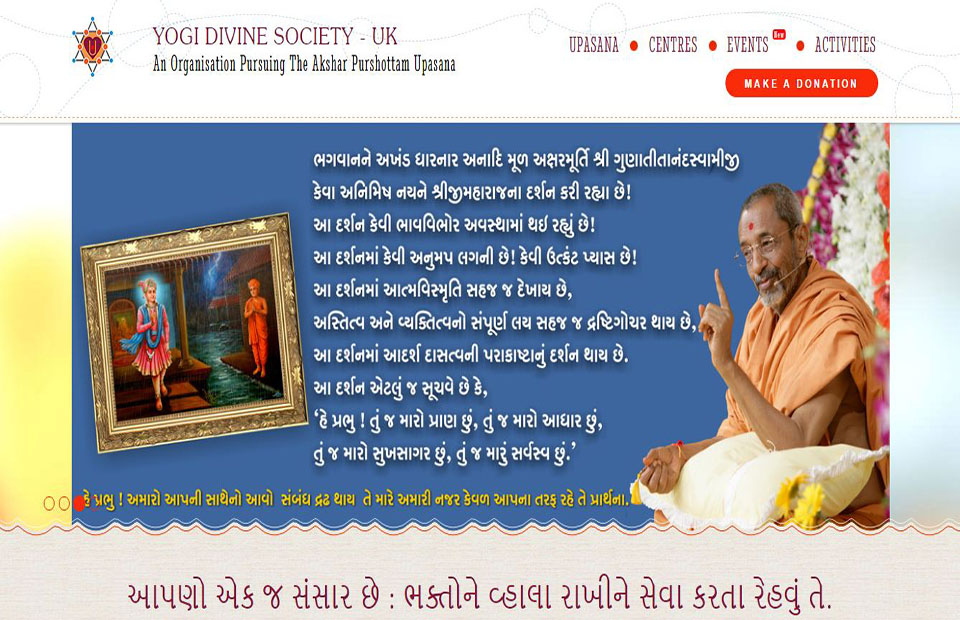 YOGI DIVINE SOCIETY - UK
An Organisation Pursuing The Akshar Purshottam Upasana
UPASANA ● CENTRES ● EVENTS New ● ACTIVITIES
MAKE A DONATION
ભગવાનને અખંડ ધારનાર અનાદિ મૂળ અક્ષરમૂર્તિ શ્રી ગુણાતીતાનંદસ્વામીજી
કેવા અનિમિષ નયને શ્રીજીમહારાજના દર્શન કરી રહ્યા છે!
આ દર્શન કેવી ભાવવિભોર અવસ્થામાં થઈ રહ્યું છે!
આ દર્શનમાં કેવી અનુમપ લગની છે! કેવી ઉત્કંટ પ્યાસ છે!
આ દર્શનમાં આત્મવિસ્મૃતિ સહજ જ દેખાય છે,
અસ્તિત્વ અને વ્યક્તિત્વનો સંપૂર્ણ લય સહજ જ દ્રષ્ટિગોચર થાય છે,
આ દર્શનમાં આદર્શ દાસત્વની પરાકાષ્ટાનું દર્શન થાય છે.
આ દર્શન એટલું જ સૂચવે છે કે,
‘હે પ્રભુ ! તું જ મારો પ્રાણ છું, તું જ મારો આધાર છું,
તું જ મારો સુખસાગર છું, તું જ મારું સર્વસ્વ છું.’
હે પ્રભુ ! અમારો આપની સાથેનો આવો સંબંધ દ્રઢ થાય તે મારે અમારી નજર કેવળ આપના તરફ રહે તે પ્રાર્થના.
આપણો એક જ સંસાર છે : ભક્તોને વ્હાલા રાખીને સેવા કરતા રેહવું તે.